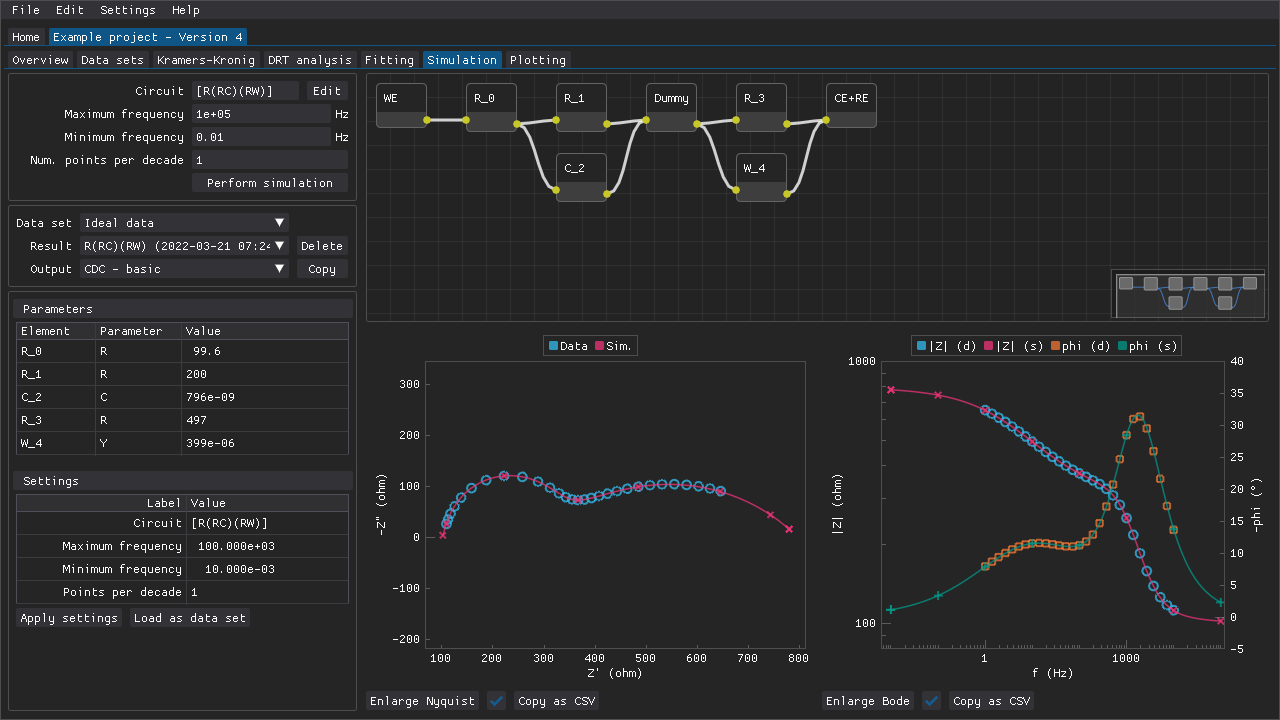 File Edit Settings Help
Home Example project - Version 4
Overview Data sets Kramers-Kronig DRT analysis Fitting Simulation Plotting
Circuit [R(RC)(RW)] Edit
Maximum frequency 1e+05 Hz
Minimum frequency 0.01 Hz
Num. points per decade 1
Perform simulation
Data set Ideal data
Result R(RC)(RW) (2022-03-21 07:24
Delete
Output CDC - basic
Copy
Parameters
Element Parameter Value
R_0 R 99.6
R_1 R 200
C_2 C 796e-09
R_3 R 497
W_4 Y 399e-06
Settings
Label Value
Circuit [R(RC)(RW)]
Maximum frequency 100.000e+03
Minimum frequency 10.000e-03
Points per decade 1
Apply settings Load as data set
WE R_0 R_1 Dummy R_3 CE+RE
C_2 W_4
Data Sim.
300
200
100
0
-100
-200
-Z" (ohm)
100 200 300 400 500 600 700 800
Z' (ohm)
Enlarge Nyquist Copy as CSV
|Z| (d) |Z| (s) phi (d) phi (s)
1000
100
|Z| (ohm)
40
35
30
25
20
15
10
5
0
-5
-phi (°)
1 1000
f (Hz)
Enlarge Bode Copy as CSV